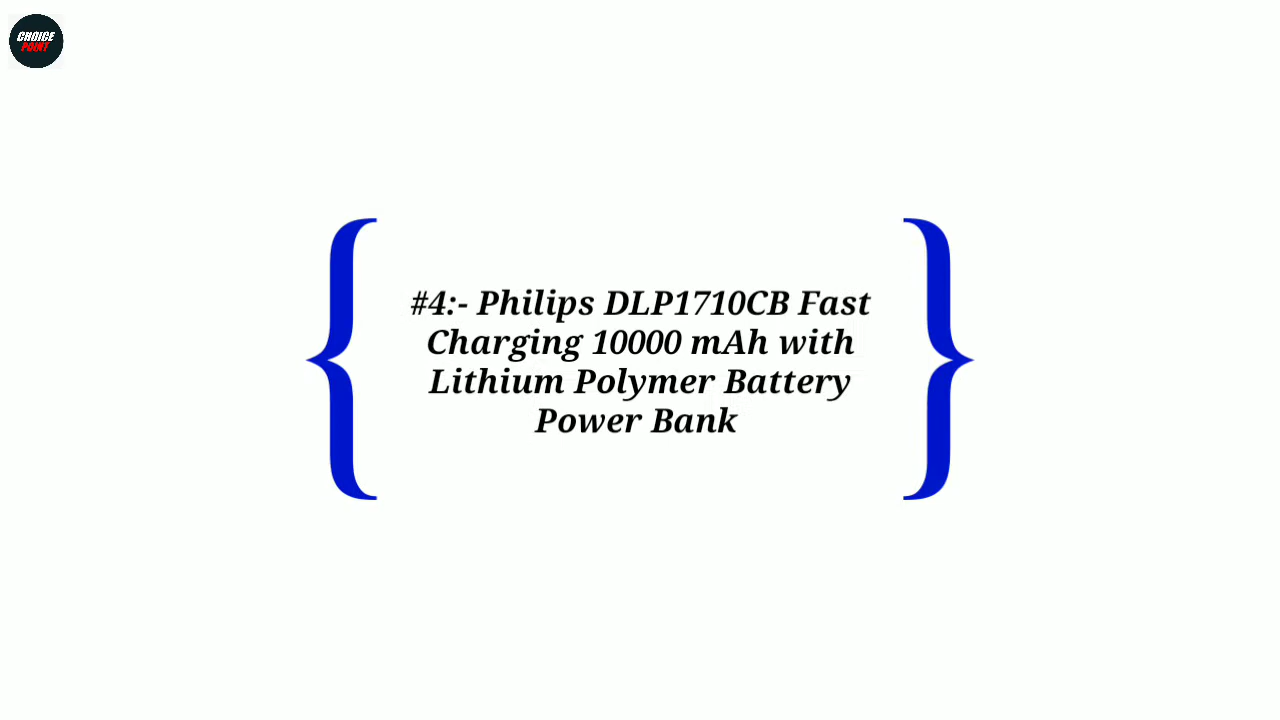 CHOICE
POINT
#4:- Philips DLP1710CB Fast
Charging 10000 mAh with
Lithium Polymer Battery
Power Bank